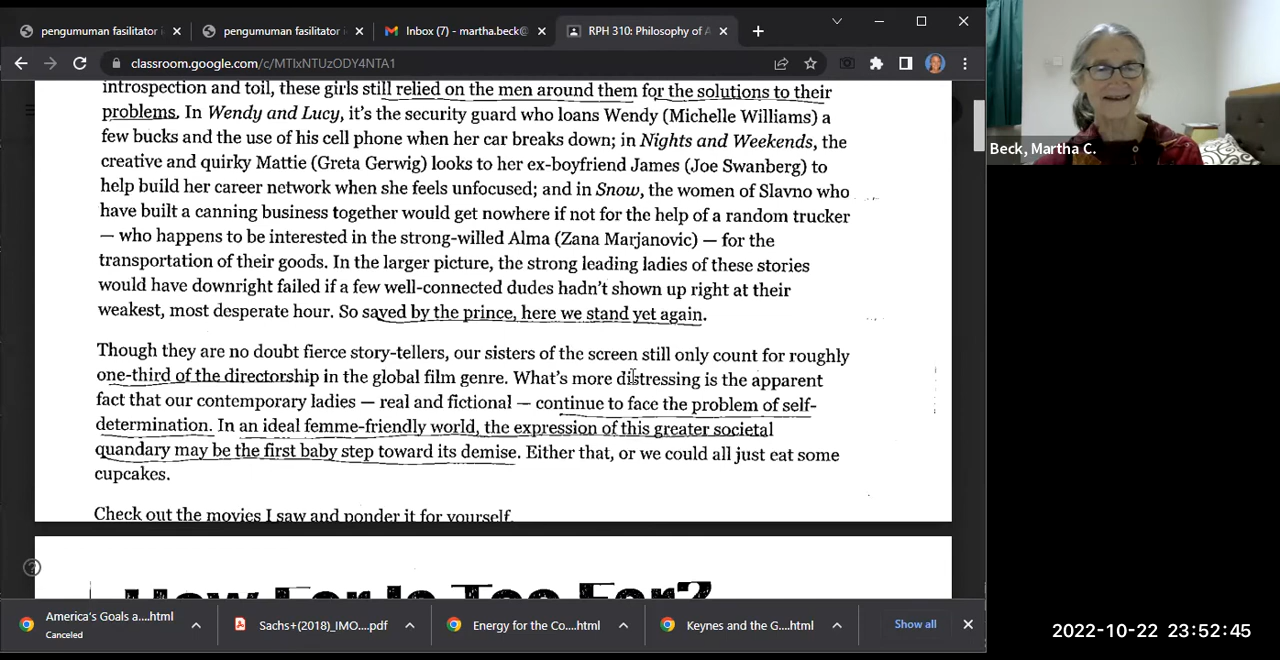 pengumuman fasilitator
pengumuman fasilitator
Inbox (7) - martha.beck@
RPH 310: Philosophy of A
classroom.google.com/c/MTIxNTUzODY4NTA1
introspection and toil, these girls still relied on the men around them for the solutions to their
problems. In Wendy and Lucy, it's the security guard who loans Wendy (Michelle Williams) a
few bucks and the use of his cell phone when her car breaks down; in Nights and Weekends, the
creative and quirky Mattie (Greta Gerwig) looks to her ex-boyfriend James (Joe Swanberg) to
help build her career network when she feels unfocused; and in Snow, the women of Slavno who
have built a canning business together would get nowhere if not for the help of a random trucker
— who happens to be interested in the strong-willed Alma (Zana Marjanovic) — for the
transportation of their goods. In the larger picture, the strong leading ladies of these stories
would have downright failed if a few well-connected dudes hadn't shown up right at their
weakest, most desperate hour. So saved by the prince, here we stand yet again.
Though they are no doubt fierce story-tellers, our sisters of the screen still only count for roughly
one-third of the directorship in the global film genre. What's more distressing is the apparent
fact that our contemporary ladies — real and fictional — continue to face the problem of self-
determination. In an ideal femme-friendly world, the expression of this greater societal
quandary may be the first baby step toward its demise. Either that, or we could all just eat some
cupcakes.
Check out the movies I saw and ponder it for yourself.
How Far Is Too Far?
America's Goals a....html
Canceled
Sachs+(2018)_IMO....pdf
Energy for the Co....html
Keynes and the G....html
Show all
Beck, Martha C.
2022-10-22 23:52:45